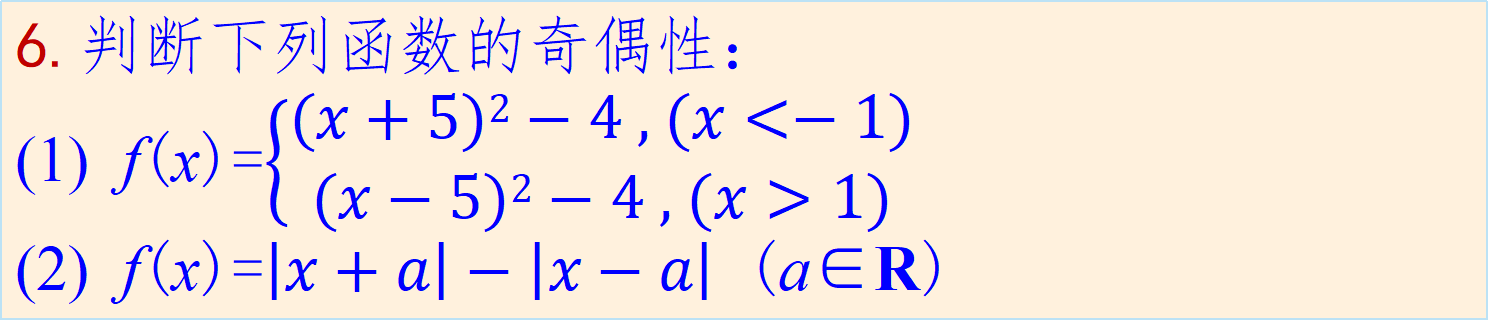 6. 判断下列函数的奇偶性：
(1) f(x)={(x + 5)² − 4 , (x <− 1)
(x − 5)² − 4 , (x > 1)
(2) f(x)=|x + a| − |x − a| (a∈R)